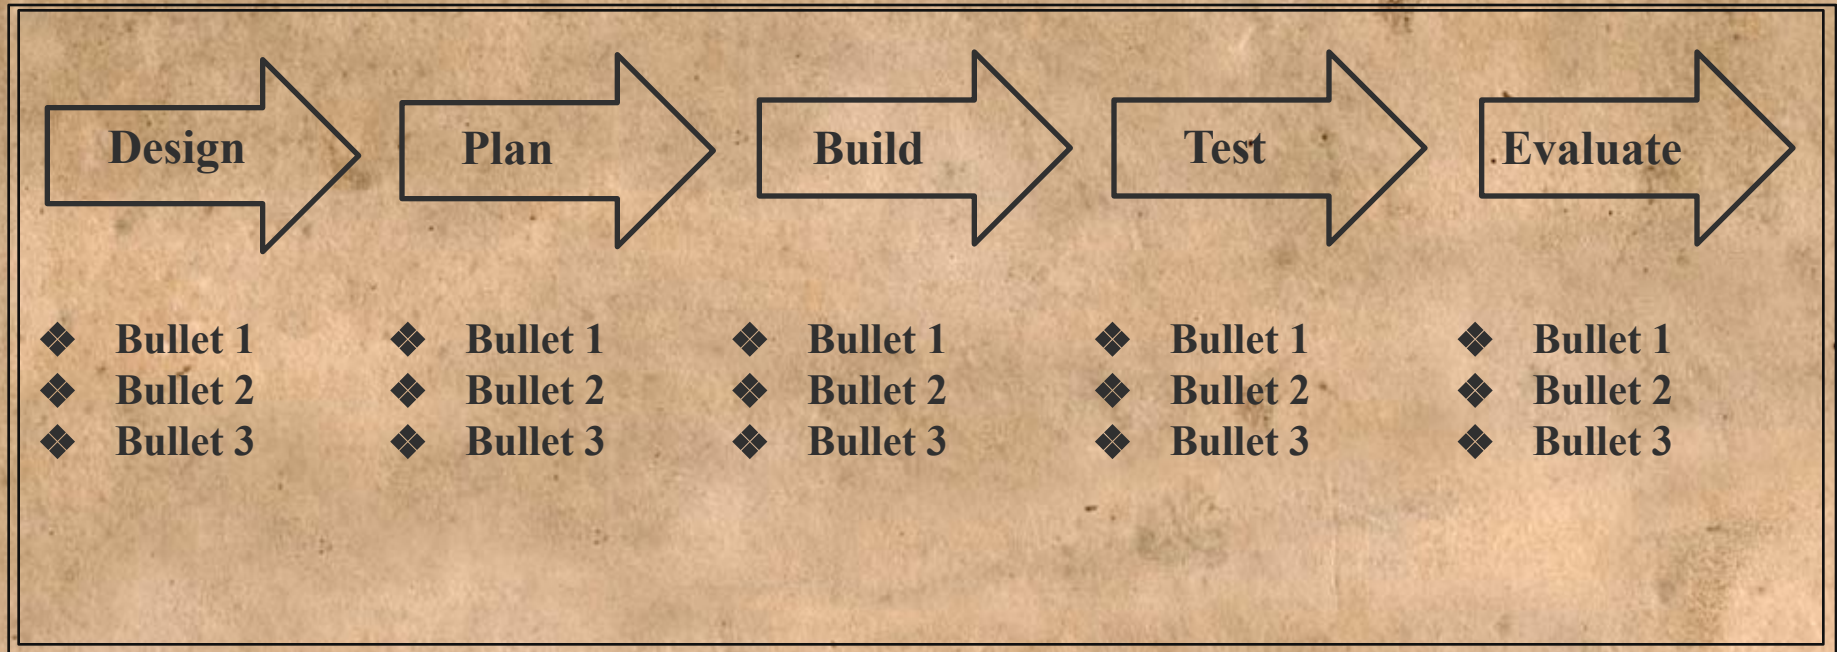 Design
Plan
Build
Test
Evaluate
❖ Bullet 1
❖ Bullet 2
❖ Bullet 3
❖ Bullet 1
❖ Bullet 2
❖ Bullet 3
❖ Bullet 1
❖ Bullet 2
❖ Bullet 3
❖ Bullet 1
❖ Bullet 2
❖ Bullet 3
❖ Bullet 1
❖ Bullet 2
❖ Bullet 3